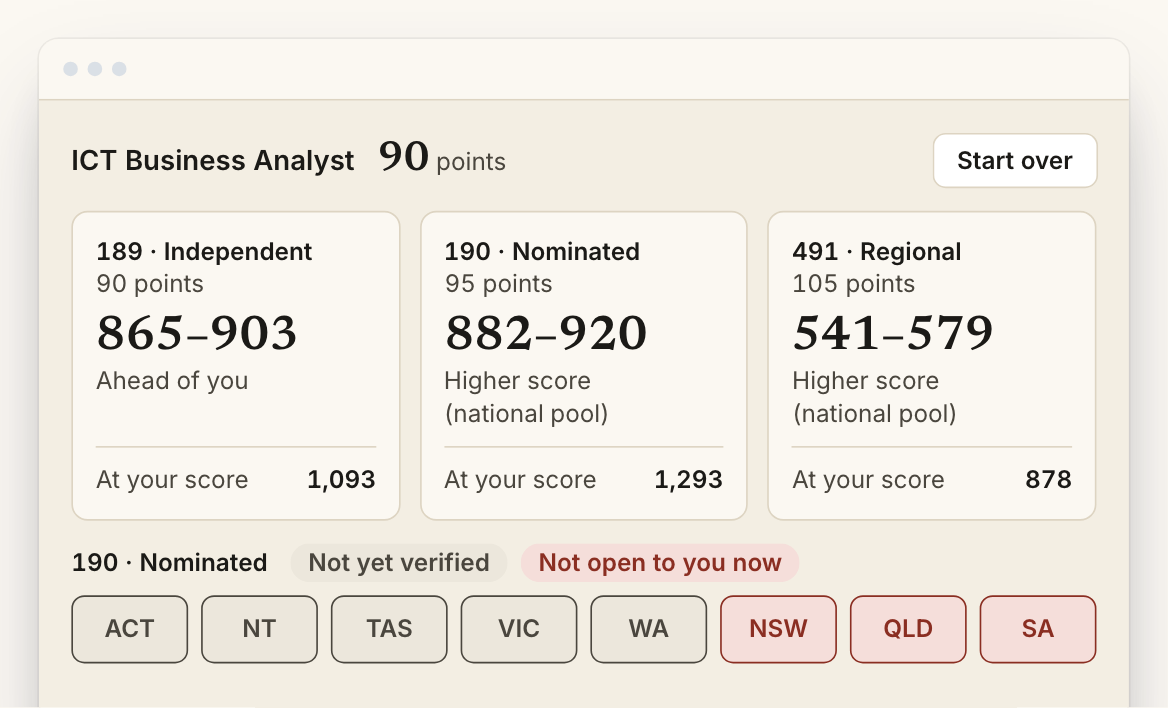 ICT Business Analyst 90 points
Start over
189 · Independent
90 points
865–903
Ahead of you
At your score 1,093
190 · Nominated
95 points
882–920
Higher score
(national pool)
At your score 1,293
491 · Regional
105 points
541–579
Higher score
(national pool)
At your score 878
190 · Nominated Not yet verified Not open to you now
ACT NT TAS VIC WA NSW QLD SA